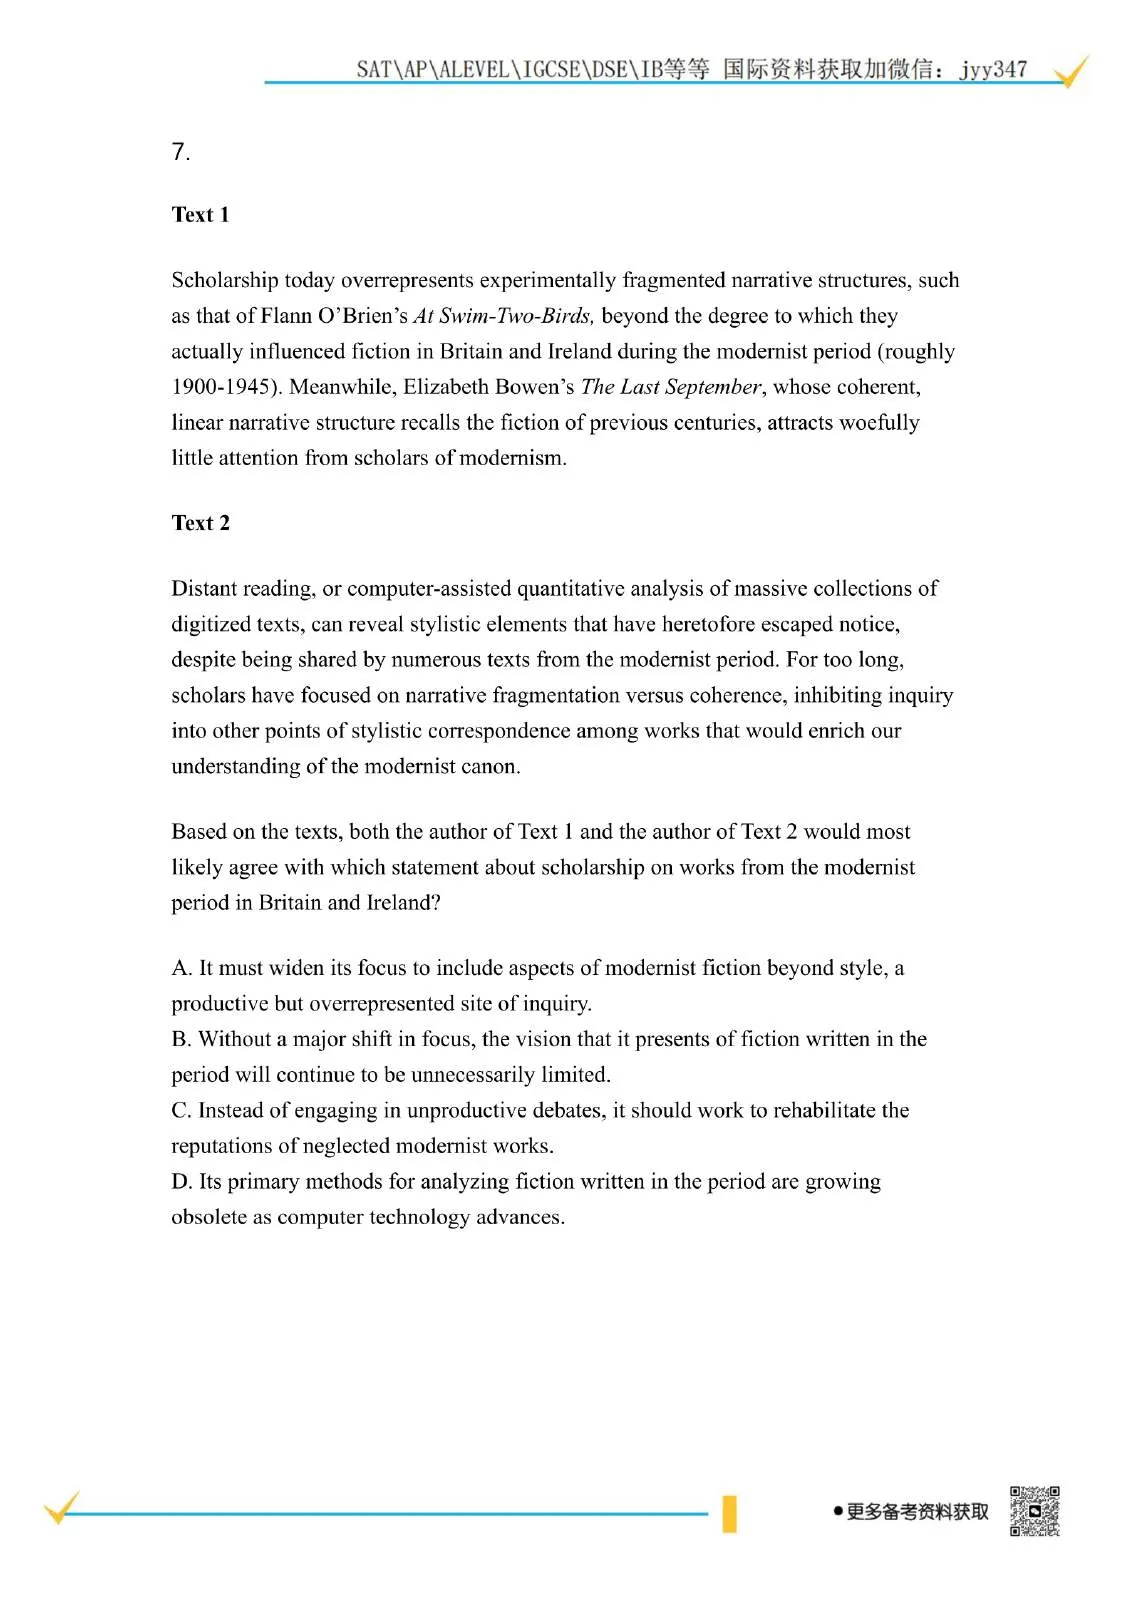 SAT\AP\ALEVEL\IGCSE\DSE\IB等等 国际资料获取加微信：jyy347
7.
Text 1
Scholarship today overrepresents experimentally fragmented narrative structures, such
as that of Flann O’Brien’s At Swim-Two-Birds, beyond the degree to which they
actually influenced fiction in Britain and Ireland during the modernist period (roughly
1900-1945). Meanwhile, Elizabeth Bowen’s The Last September, whose coherent,
linear narrative structure recalls the fiction of previous centuries, attracts woefully
little attention from scholars of modernism.
Text 2
Distant reading, or computer-assisted quantitative analysis of massive collections of
digitized texts, can reveal stylistic elements that have heretofore escaped notice,
despite being shared by numerous texts from the modernist period. For too long,
scholars have focused on narrative fragmentation versus coherence, inhibiting inquiry
into other points of stylistic correspondence among works that would enrich our
understanding of the modernist canon.
Based on the texts, both the author of Text 1 and the author of Text 2 would most
likely agree with which statement about scholarship on works from the modernist
period in Britain and Ireland?
A. It must widen its focus to include aspects of modernist fiction beyond style, a
productive but overrepresented site of inquiry.
B. Without a major shift in focus, the vision that it presents of fiction written in the
period will continue to be unnecessarily limited.
C. Instead of engaging in unproductive debates, it should work to rehabilitate the
reputations of neglected modernist works.
D. Its primary methods for analyzing fiction written in the period are growing
obsolete as computer technology advances.
●更多备考资料获取